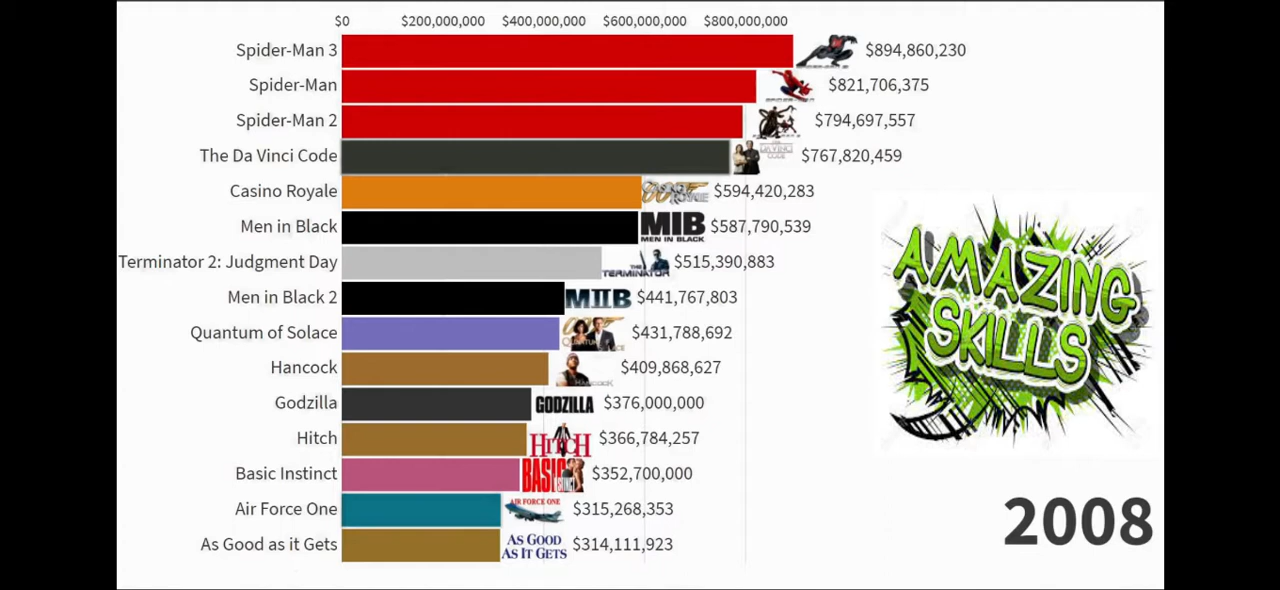 $0 $200,000,000 $400,000,000 $600,000,000 $800,000,000
Spider-Man 3 $894,860,230
Spider-Man $821,706,375
Spider-Man 2 $794,697,557
The Da Vinci Code DA VINCI CODE $767,820,459
Casino Royale $594,420,283
Men in Black MIB MEN IN BLACK $587,790,539
Terminator 2: Judgment Day THE TERMINATOR $515,390,883
Men in Black 2 MIIB $441,767,803
Quantum of Solace $431,788,692
Hancock HANCOCK $409,868,627
Godzilla GODZILLA $376,000,000
Hitch HITCH $366,784,257
Basic Instinct BASIC $352,700,000
Air Force One AIR FORCE ONE $315,268,353
As Good as it Gets AS GOOD AS IT GETS $314,111,923
AMAZING
SKILLS
2008